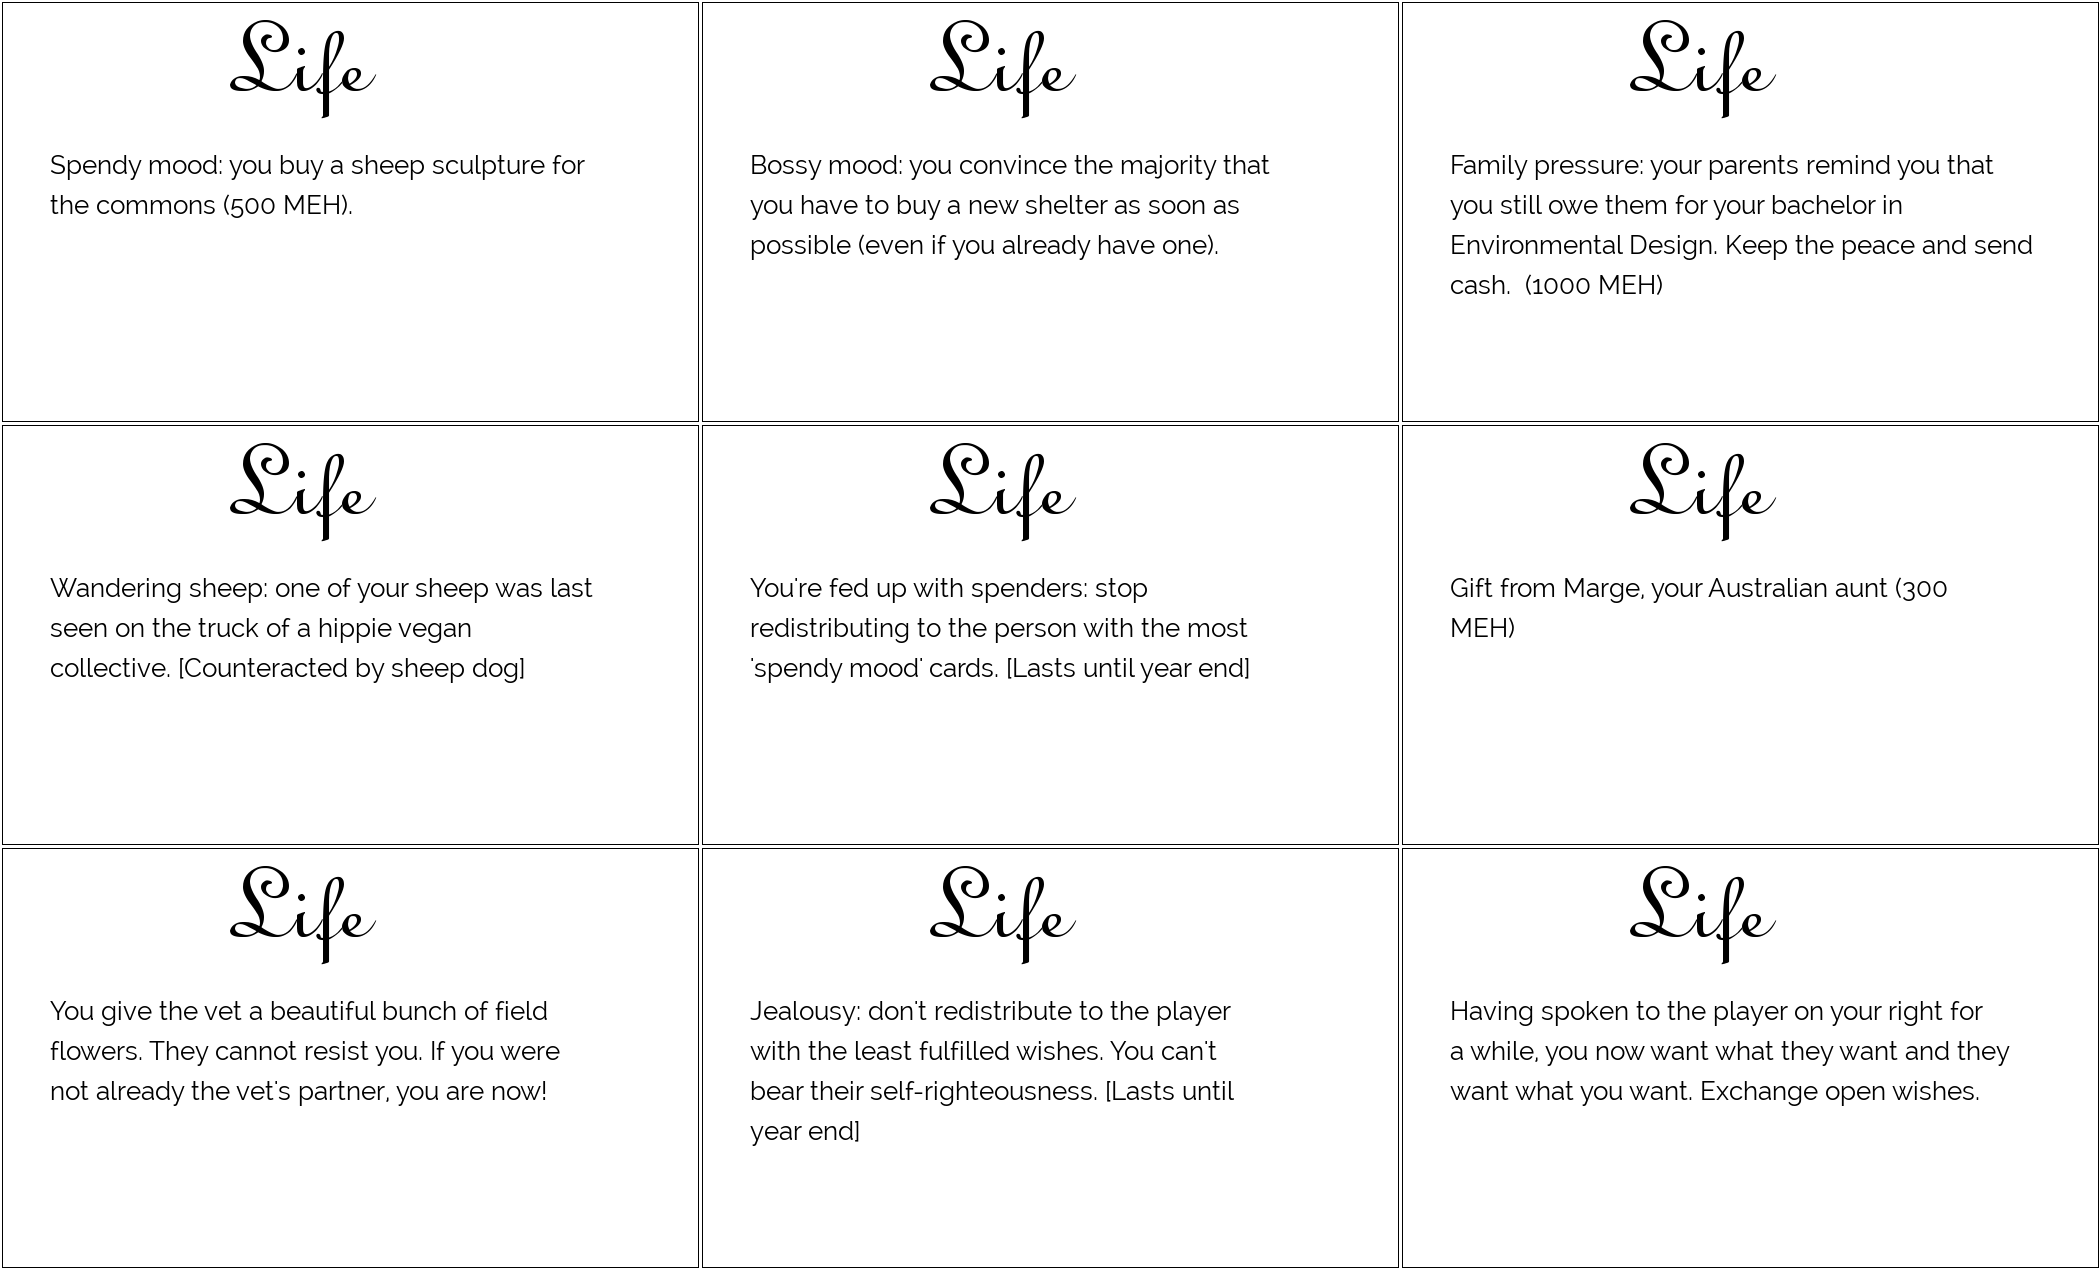 Life
Spendy mood: you buy a sheep sculpture for
the commons (500 MEH).
Life
Bossy mood: you convince the majority that
you have to buy a new shelter as soon as
possible (even if you already have one).
Life
Family pressure: your parents remind you that
you still owe them for your bachelor in
Environmental Design. Keep the peace and send
cash.  (1000 MEH)
Life
Wandering sheep: one of your sheep was last
seen on the truck of a hippie vegan
collective. [Counteracted by sheep dog]
Life
You're fed up with spenders: stop
redistributing to the person with the most
'spendy mood' cards. [Lasts until year end]
Life
Gift from Marge, your Australian aunt (300
MEH)
Life
You give the vet a beautiful bunch of field
flowers. They cannot resist you. If you were
not already the vet's partner, you are now!
Life
Jealousy: don't redistribute to the player
with the least fulfilled wishes. You can't
bear their self-righteousness. [Lasts until
year end]
Life
Having spoken to the player on your right for
a while, you now want what they want and they
want what you want. Exchange open wishes.